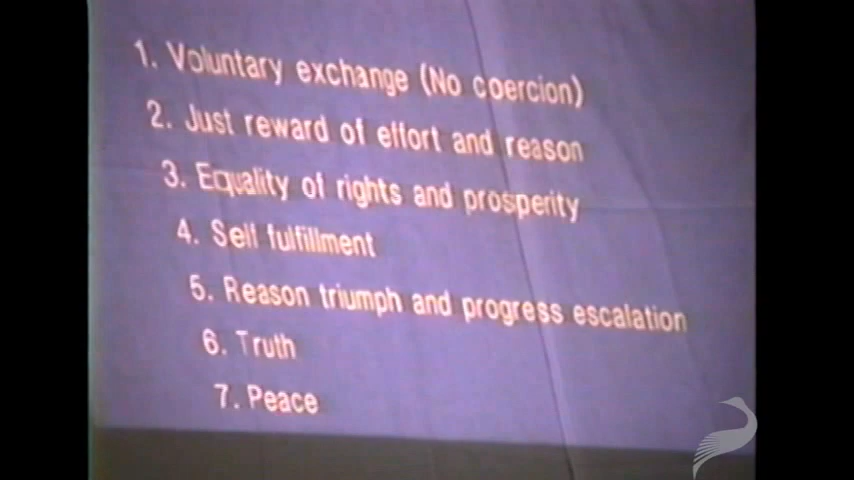 1. Voluntary exchange (No coercion)
2. Just reward of effort and reason
3. Equality of rights and prosperity
4. Self fulfillment
5. Reason triumph and progress escalation
6. Truth
7. Peace